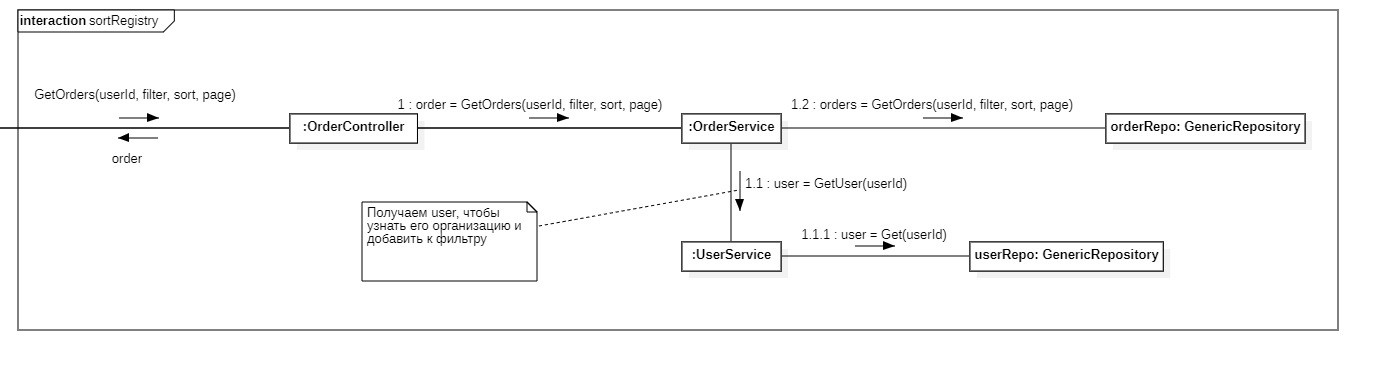 interaction sortRegistry
GetOrders(userId, filter, sort, page)
1 : order = GetOrders(userId, filter, sort, page)
1.2 : orders = GetOrders(userId, filter, sort, page)
:OrderController
:OrderService
orderRepo: GenericRepository
order
1.1 : user = GetUser(userId)
Получаем user, чтобы
узнать его организацию и
добавить к фильтру
1.1.1 : user = Get(userId)
:UserService
userRepo: GenericRepository